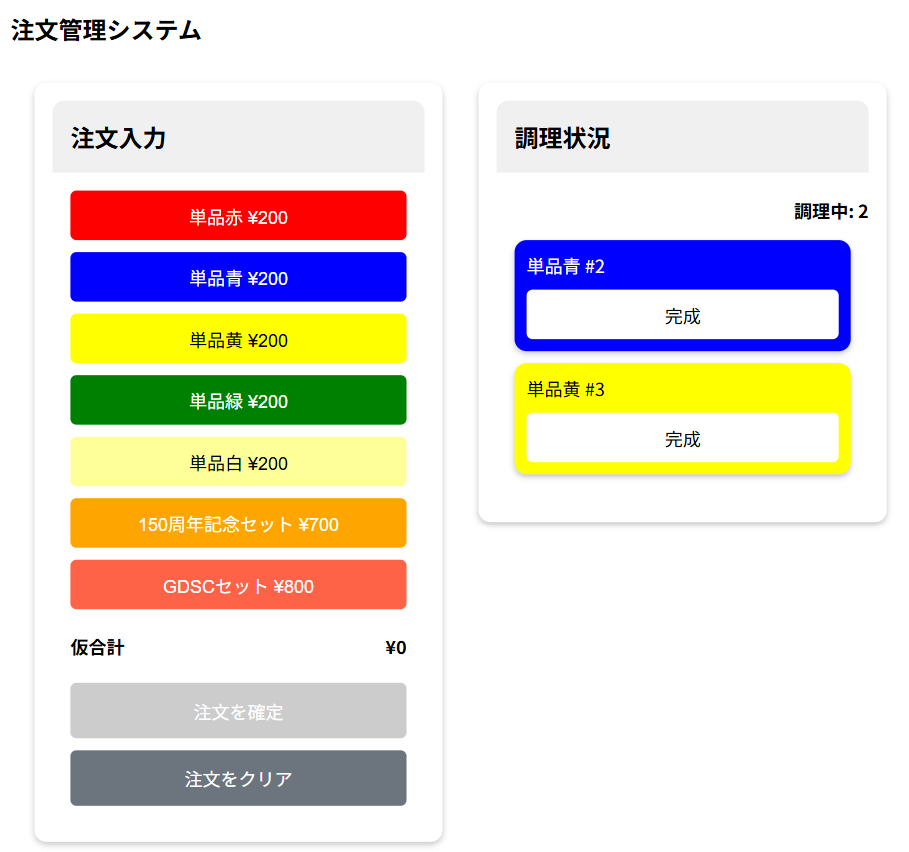 注文管理システム
注文入力
単品赤 ¥200
単品青 ¥200
単品黄 ¥200
単品緑 ¥200
単品白 ¥200
150周年記念セット ¥700
GDSCセット ¥800
仮合計 ¥0
注文を確定
注文をクリア
調理状況
調理中: 2
単品青 #2
完成
単品黄 #3
完成